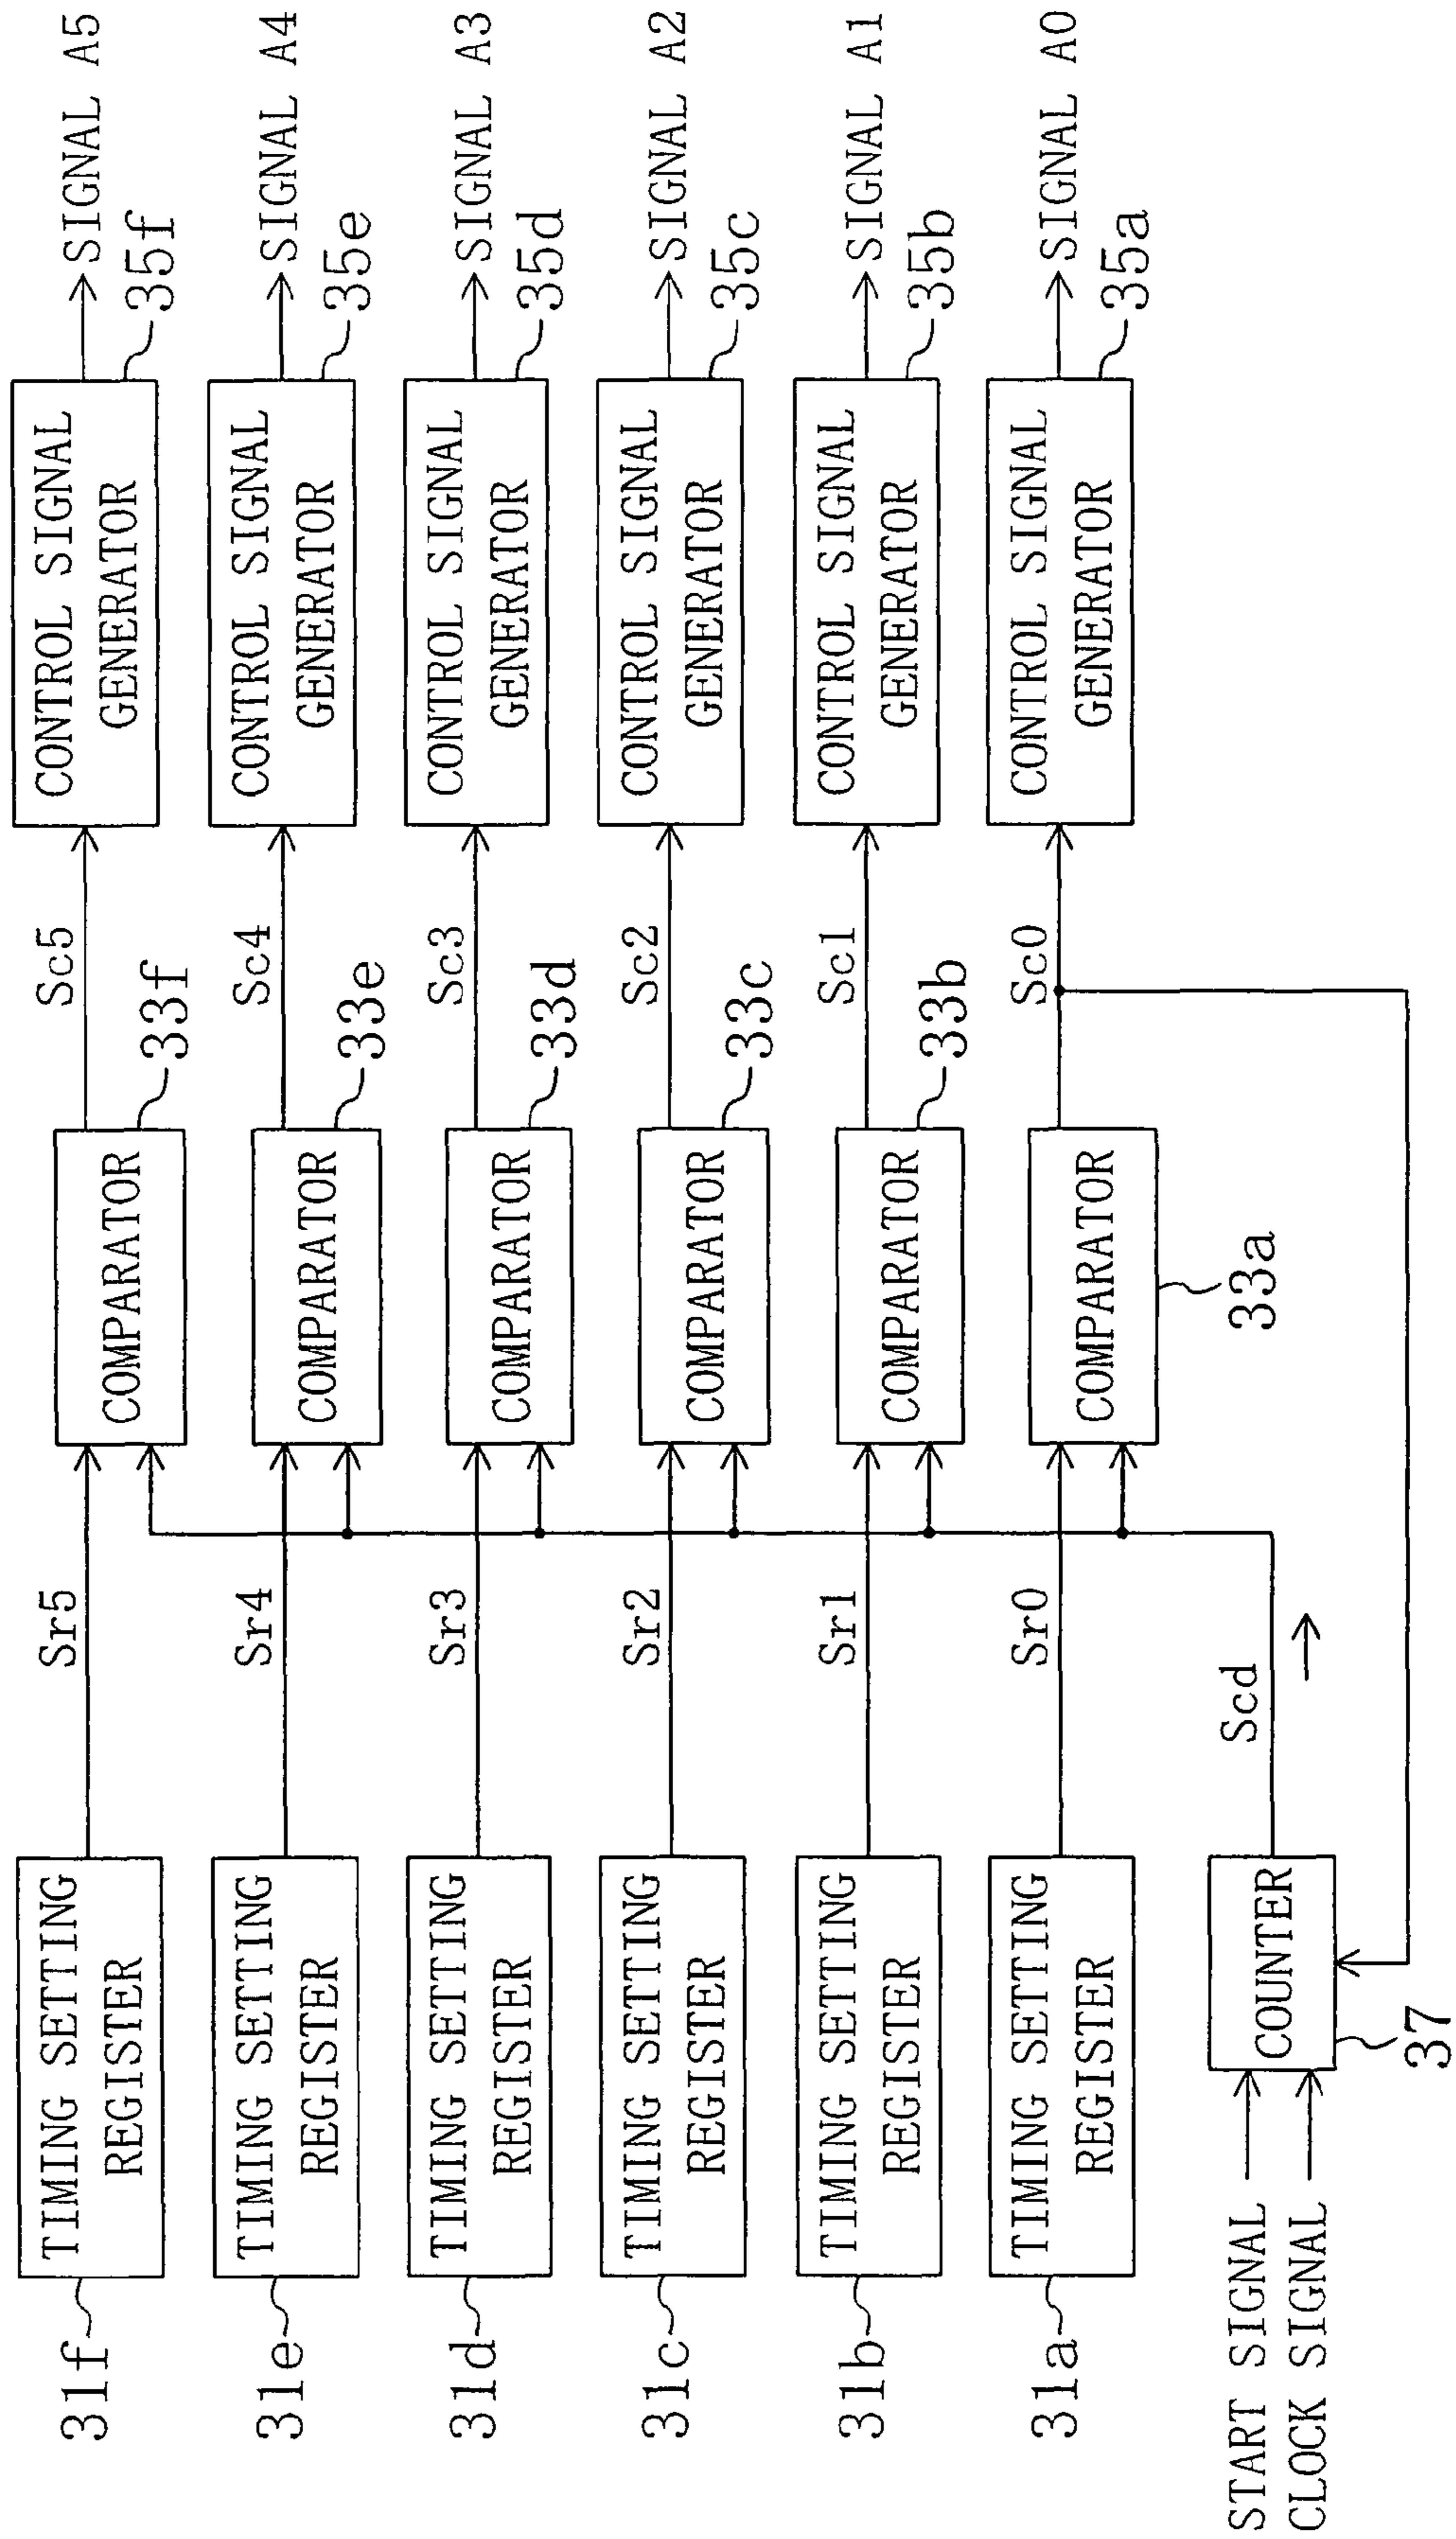 31f
TIMING SETTING
REGISTER
Sr5
COMPARATOR
33f
Sc5
CONTROL SIGNAL
GENERATOR
35f
SIGNAL A5
31e
TIMING SETTING
REGISTER
Sr4
COMPARATOR
33e
Sc4
CONTROL SIGNAL
GENERATOR
35e
SIGNAL A4
31d
TIMING SETTING
REGISTER
Sr3
COMPARATOR
33d
Sc3
CONTROL SIGNAL
GENERATOR
35d
SIGNAL A3
31c
TIMING SETTING
REGISTER
Sr2
COMPARATOR
33c
Sc2
CONTROL SIGNAL
GENERATOR
35c
SIGNAL A2
31b
TIMING SETTING
REGISTER
Sr1
COMPARATOR
33b
Sc1
CONTROL SIGNAL
GENERATOR
35b
SIGNAL A1
31a
TIMING SETTING
REGISTER
Sr0
COMPARATOR
33a
Sc0
CONTROL SIGNAL
GENERATOR
35a
SIGNAL A0
START SIGNAL
CLOCK SIGNAL
COUNTER
37
Scd